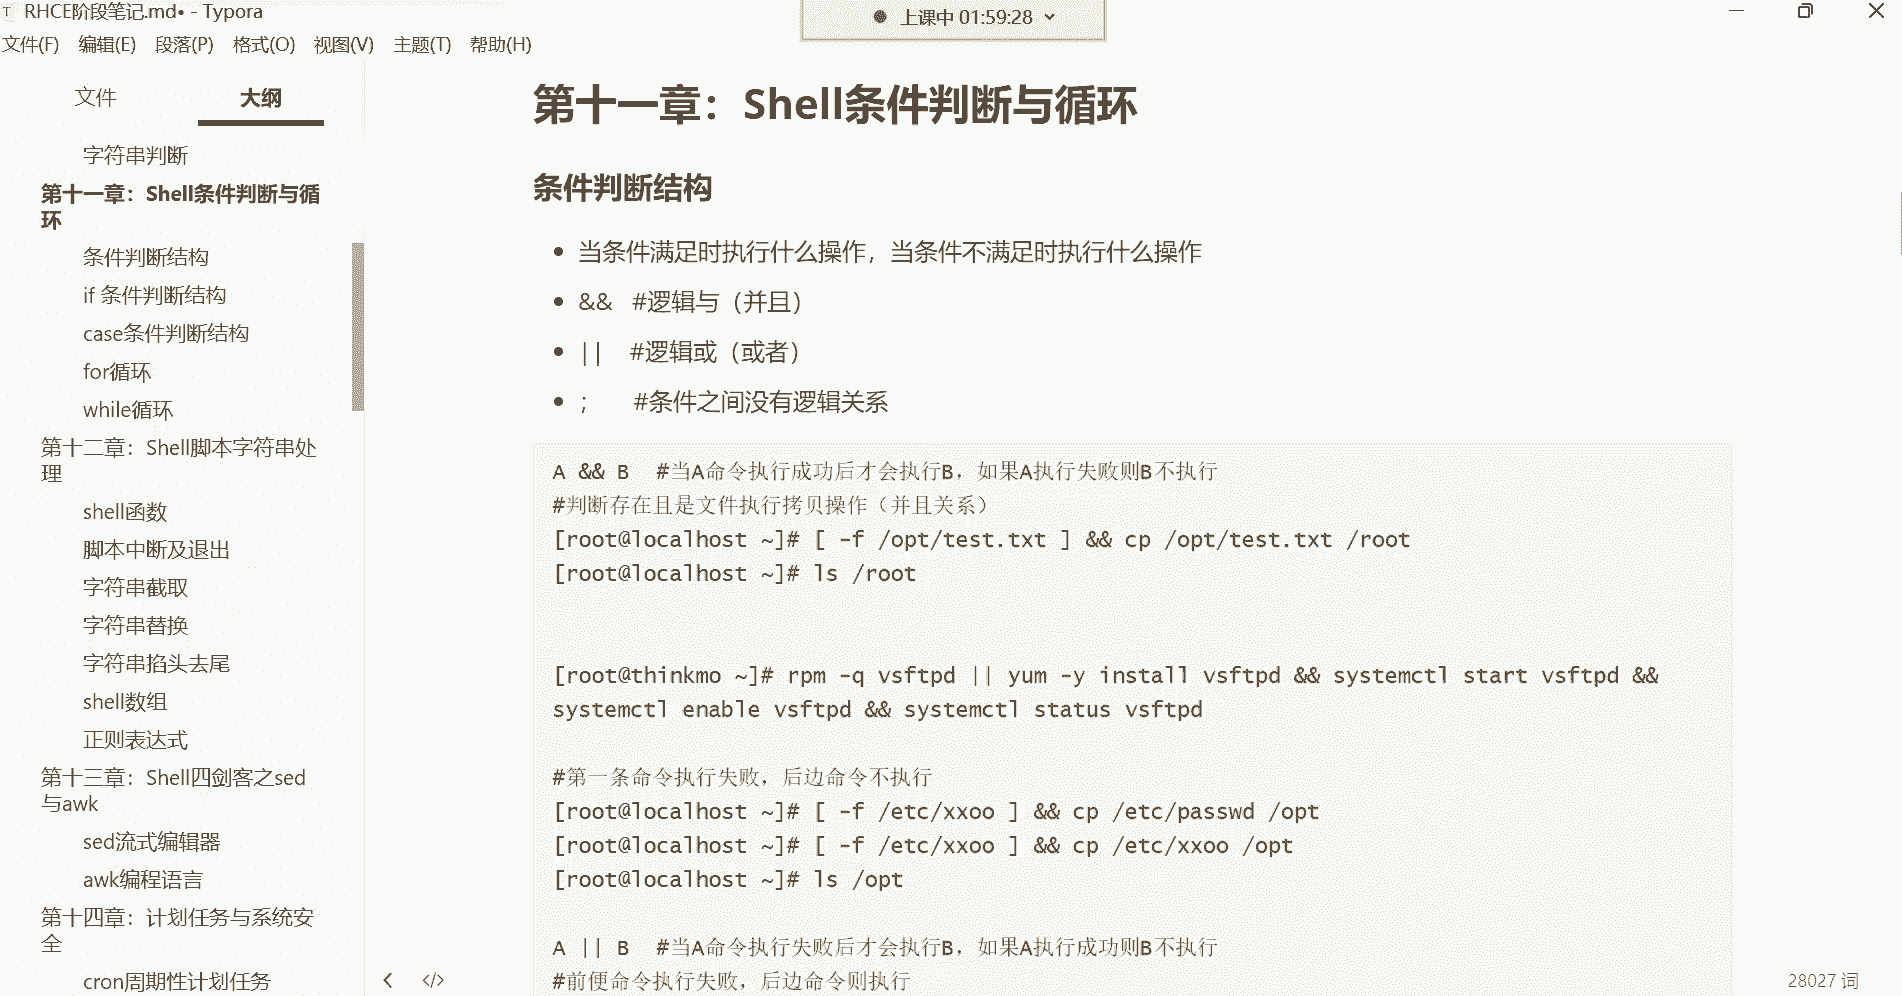 RHCE阶段笔记.md• - Typora
上课中 01:59:28
文件(F) 编辑(E) 段落(P) 格式(O) 视图(V) 主题(T) 帮助(H)
文件 大纲
字符串判断
第十一章：Shell条件判断与循
环
条件判断结构
if 条件判断结构
case条件判断结构
for循环
while循环
第十二章：Shell脚本字符串处
理
shell函数
脚本中断及退出
字符串截取
字符串替换
字符串掐头去尾
shell数组
正则表达式
第十三章：Shell四剑客之sed
与awk
sed流式编辑器
awk编程语言
第十四章：计划任务与系统安
全
cron周期性计划任务
第十一章：Shell条件判断与循环
条件判断结构
• 当条件满足时执行什么操作，当条件不满足时执行什么操作
• && #逻辑与（并且）
• || #逻辑或（或者）
• ; #条件之间没有逻辑关系
A && B #当A命令执行成功后才会执行B，如果A执行失败则B不执行
#判断存在且是文件执行拷贝操作（并且关系）
[root@localhost ~]# [ -f /opt/test.txt ] && cp /opt/test.txt /root
[root@localhost ~]# ls /root
[root@thinkmo ~]# rpm -q vsftpd || yum -y install vsftpd && systemctl start vsftpd &&
systemctl enable vsftpd && systemctl status vsftpd
#第一条命令执行失败，后边命令不执行
[root@localhost ~]# [ -f /etc/xxoo ] && cp /etc/passwd /opt
[root@localhost ~]# [ -f /etc/xxoo ] && cp /etc/xxoo /opt
[root@localhost ~]# ls /opt
A || B #当A命令执行失败后才会执行B，如果A执行成功则B不执行
#前便命令执行失败，后边命令则执行
28027 词